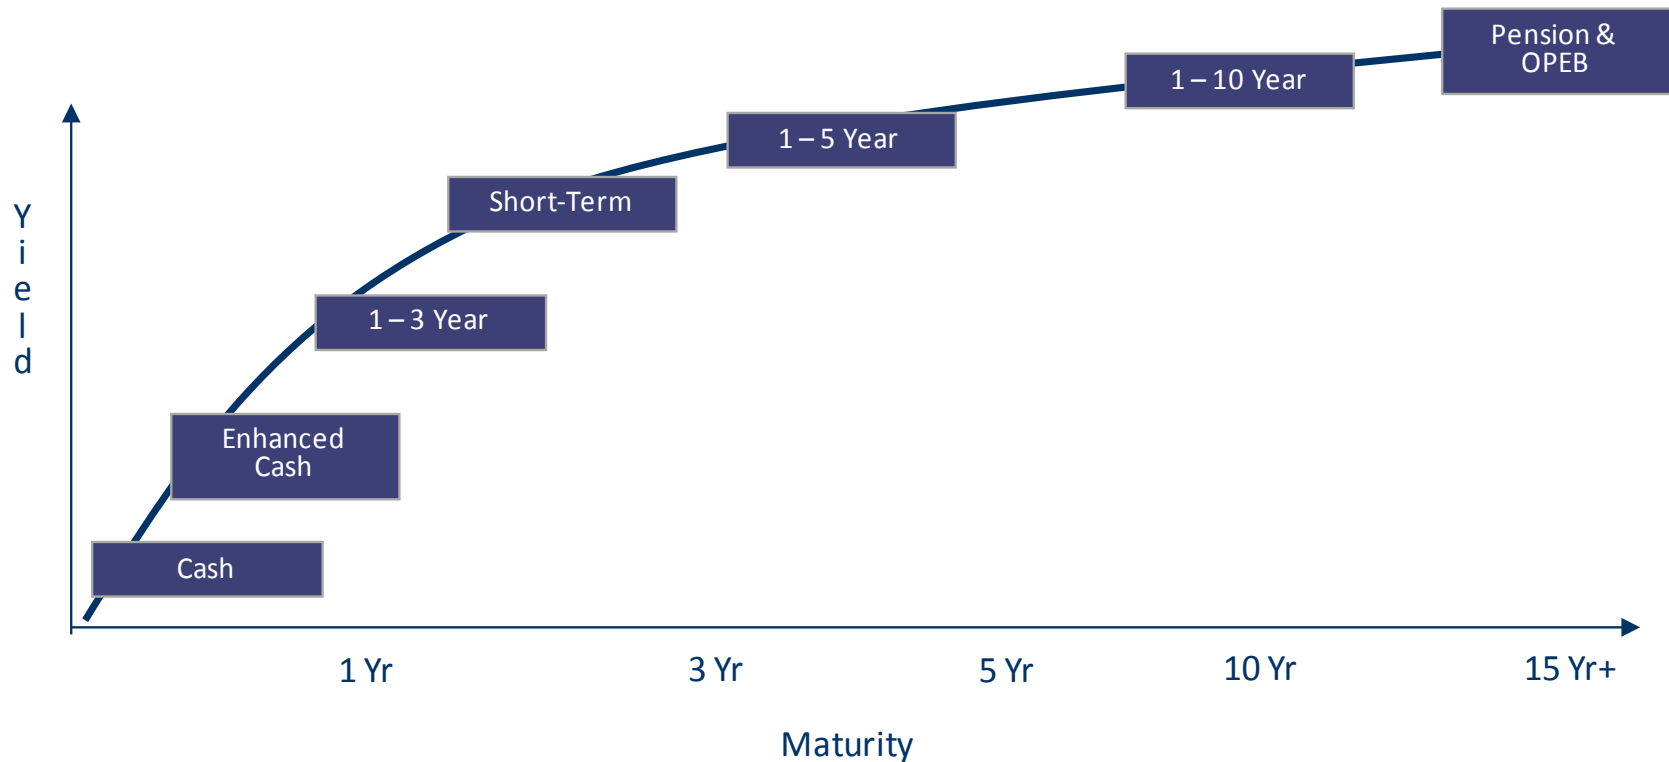 Pension &
OPEB
1 – 10 Year
1 – 5 Year
Short-Term
1 – 3 Year
Enhanced
Cash
Cash
Yield
1 Yr
3 Yr
5 Yr
10 Yr
15 Yr+
Maturity